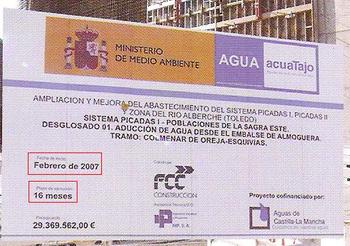 MINISTERIO
DE MEDIO AMBIENTE
AGUA
acuaTajo
AMPLIACION Y MEJORA DEL ABASTECIMIENTO DEL SISTEMA PICADAS I, PICADAS II
Y ZONA DEL RIO ALBERCHE (TOLEDO)
SISTEMA PICADAS I - POBLACIONES DE LA SAGRA ESTE.
DESGLOSADO 01. ADUCCIÓN DE AGUA DESDE EL EMBALSE DE ALMOGUERA.
TRAMO: COLMENAR DE OREJA-ESQUIVIAS.
Fecha de inicio:
Febrero de 2007
Plazo de ejecución:
16 meses
Presupuesto:
29.369.562,00 €
FCC
CONSTRUCCION
Proyecto cofinanciado por:
Aguas de
Castilla-La Mancha